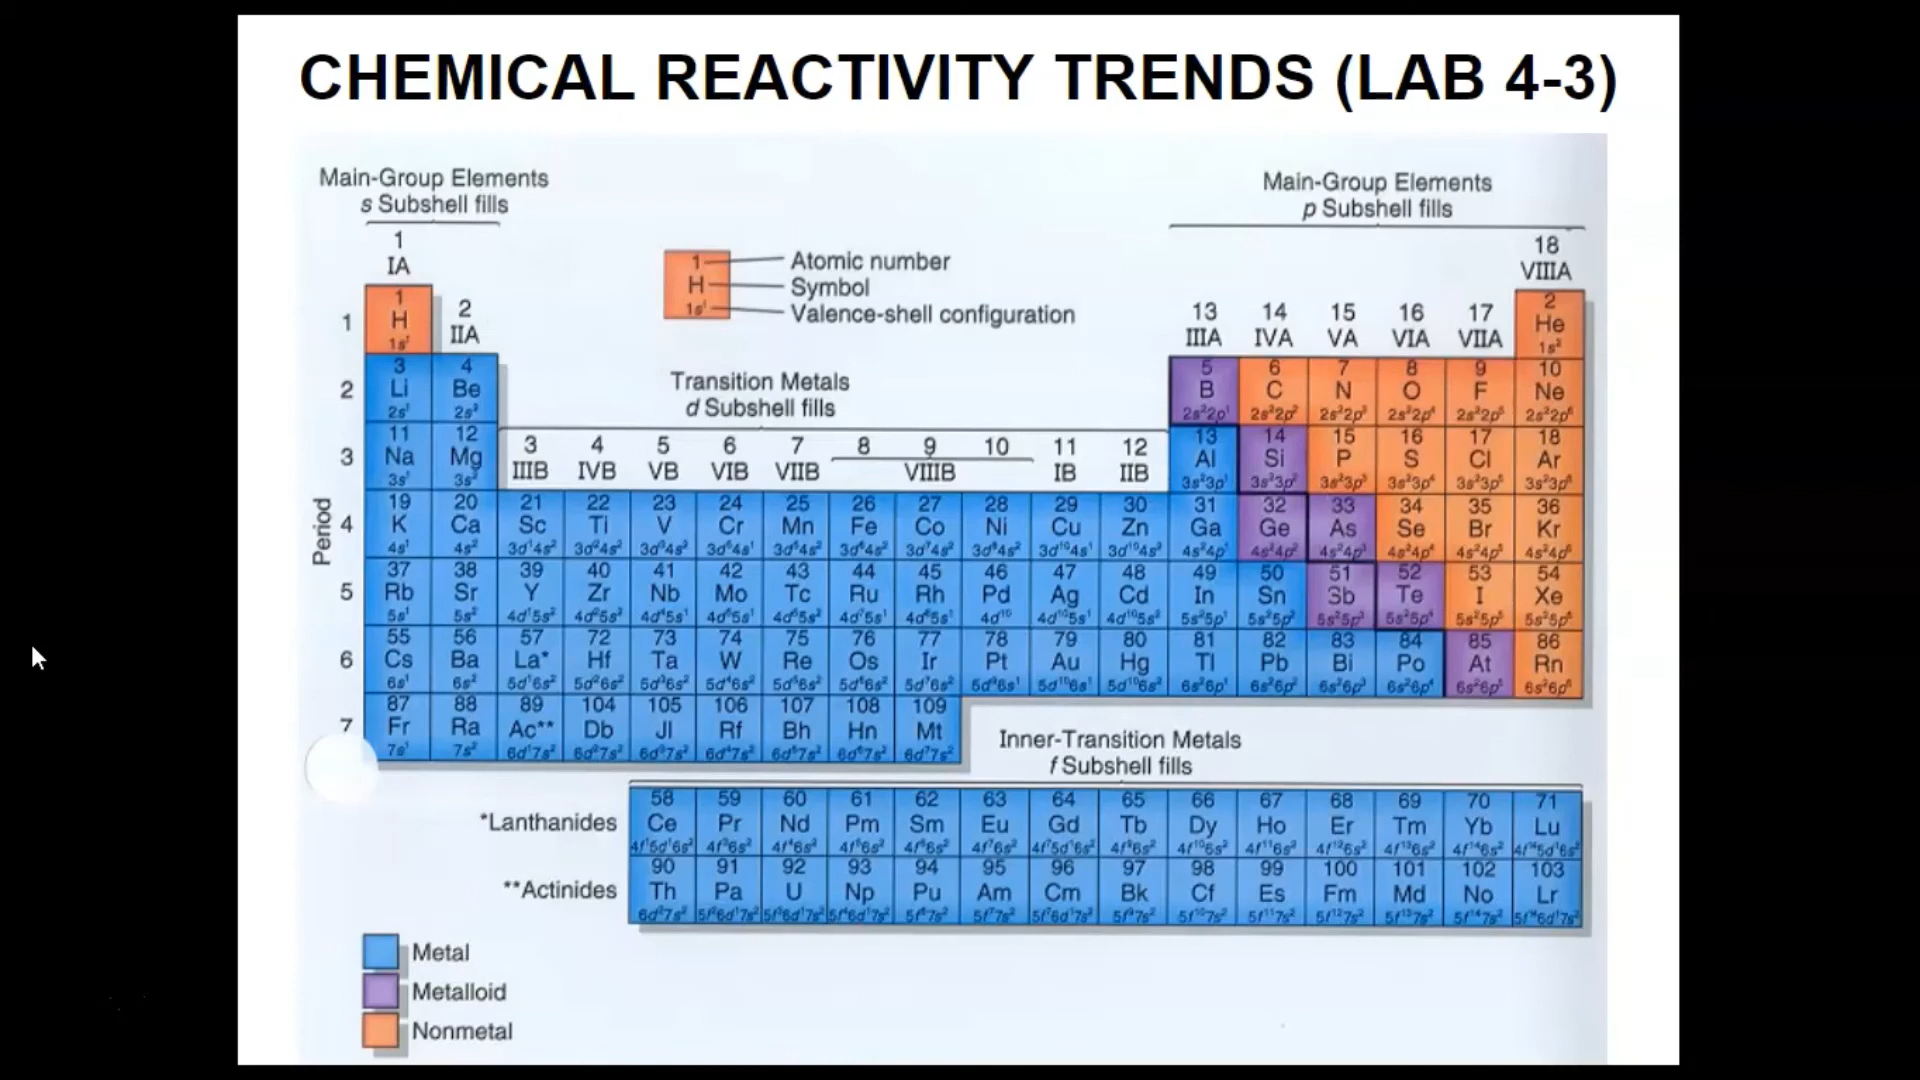 CHEMICAL REACTIVITY TRENDS (LAB 4-3)
Main-Group Elements
s Subshell fills
Main-Group Elements
p Subshell fills
1
IA
18
VIIIA
1
H
1s¹
Atomic number
Symbol
Valence-shell configuration
2
IIA
13 14 15 16 17
IIIA IVA VA VIA VIIA
Transition Metals
d Subshell fills
3 4 5 6 7 8 9 10 11 12
IIIB IVB VB VIB VIIB VIIIB IB IIB
Period
1
1 2
H He
1s¹ 1s²
2
3 4 5 6 7 8 9 10
Li Be B C N O F Ne
2s¹ 2s² 2s²2p¹ 2s²2p² 2s²2p³ 2s²2p⁴ 2s²2p⁵ 2s²2p⁶
3
11 12 13 14 15 16 17 18
Na Mg Al Si P S Cl Ar
3s¹ 3s² 3s²3p¹ 3s²3p² 3s²3p³ 3s²3p⁴ 3s²3p⁵ 3s²3p⁶
4
19 20 21 22 23 24 25 26 27 28 29 30 31 32 33 34 35 36
K Ca Sc Ti V Cr Mn Fe Co Ni Cu Zn Ga Ge As Se Br Kr
4s¹ 4s² 3d¹4s² 3d²4s² 3d³4s² 3d⁵4s¹ 3d⁵4s² 3d⁶4s² 3d⁷4s² 3d⁸4s² 3d¹⁰4s¹ 3d¹⁰4s² 4s²4p¹ 4s²4p² 4s²4p³ 4s²4p⁴ 4s²4p⁵ 4s²4p⁶
5
37 38 39 40 41 42 43 44 45 46 47 48 49 50 51 52 53 54
Rb Sr Y Zr Nb Mo Tc Ru Rh Pd Ag Cd In Sn Sb Te I Xe
5s¹ 5s² 4d¹5s² 4d²5s² 4d⁴5s¹ 4d⁵5s¹ 4d⁵5s² 4d⁷5s¹ 4d⁸5s¹ 4d¹⁰ 4d¹⁰5s¹ 4d¹⁰5s² 5s²5p¹ 5s²5p² 5s²5p³ 5s²5p⁴ 5s²5p⁵ 5s²5p⁶
6
55 56 57 72 73 74 75 76 77 78 79 80 81 82 83 84 85 86
Cs Ba La* Hf Ta W Re Os Ir Pt Au Hg Tl Pb Bi Po At Rn
6s¹ 6s² 5d¹6s² 5d²6s² 5d³6s² 5d⁴6s² 5d⁵6s² 5d⁶6s² 5d⁷6s² 5d⁹6s¹ 5d¹⁰6s¹ 5d¹⁰6s² 6s²6p¹ 6s²6p² 6s²6p³ 6s²6p⁴ 6s²6p⁵ 6s²6p⁶
7
87 88 89 104 105 106 107 108 109
Fr Ra Ac** Db Jl Rf Bh Hn Mt
7s¹ 7s² 6d¹7s² 6d²7s² 6d³7s² 6d⁴7s² 6d⁵7s² 6d⁶7s² 6d⁷7s²
Inner-Transition Metals
f Subshell fills
*Lanthanides
58 59 60 61 62 63 64 65 66 67 68 69 70 71
Ce Pr Nd Pm Sm Eu Gd Tb Dy Ho Er Tm Yb Lu
4f¹5d¹6s² 4f³6s² 4f⁴6s² 4f⁵6s² 4f⁶6s² 4f⁷6s² 4f⁷5d¹6s² 4f⁹6s² 4f¹⁰6s² 4f¹¹6s² 4f¹²6s² 4f¹³6s² 4f¹⁴6s² 4f¹⁴5d¹6s²
**Actinides
90 91 92 93 94 95 96 97 98 99 100 101 102 103
Th Pa U Np Pu Am Cm Bk Cf Es Fm Md No Lr
6d²7s² 5f²6d¹7s² 5f³6d¹7s² 5f⁴6d¹7s² 5f⁶7s² 5f⁷7s² 5f⁷6d¹7s² 5f⁹7s² 5f¹⁰7s² 5f¹¹7s² 5f¹²7s² 5f¹³7s² 5f¹⁴7s² 5f¹⁴6d¹7s²
Metal
Metalloid
Nonmetal